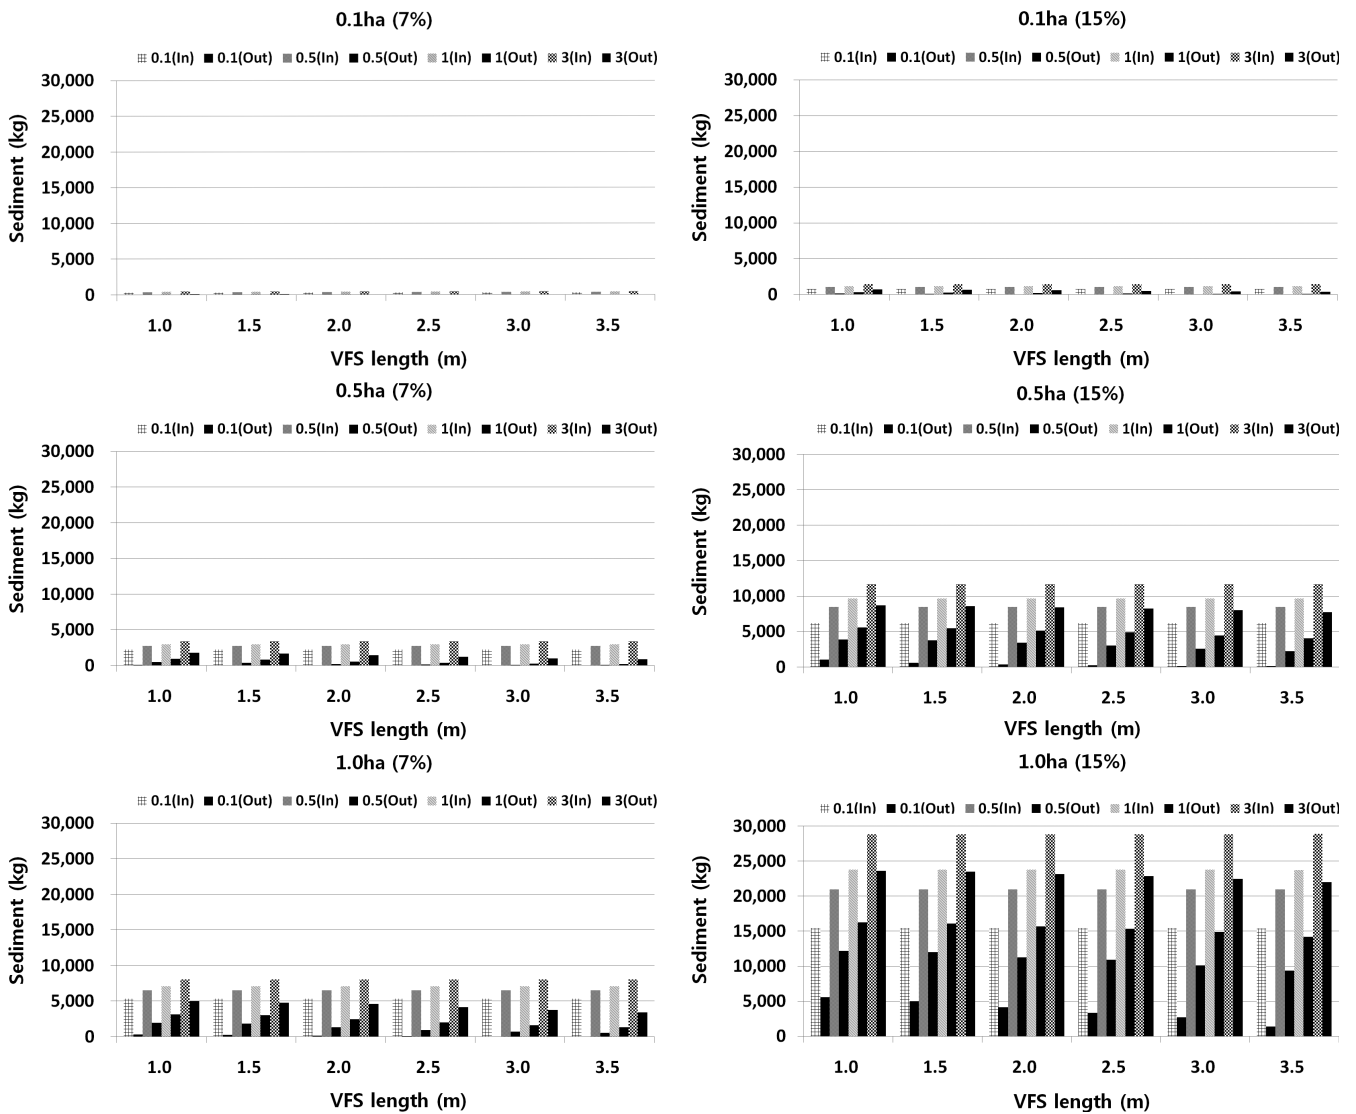 0.1ha (7%)
0.1(In) 0.1(Out) 0.5(In) 0.5(Out) 1(In) 1(Out) 3(In) 3(Out)
30,000
25,000
20,000
15,000
10,000
5,000
0
Sediment (kg)
1.0 1.5 2.0 2.5 3.0 3.5
VFS length (m)
0.1ha (15%)
0.1(In) 0.1(Out) 0.5(In) 0.5(Out) 1(In) 1(Out) 3(In) 3(Out)
30,000
25,000
20,000
15,000
10,000
5,000
0
Sediment (kg)
1.0 1.5 2.0 2.5 3.0 3.5
VFS length (m)
0.5ha (7%)
0.1(In) 0.1(Out) 0.5(In) 0.5(Out) 1(In) 1(Out) 3(In) 3(Out)
30,000
25,000
20,000
15,000
10,000
5,000
0
Sediment (kg)
1.0 1.5 2.0 2.5 3.0 3.5
VFS length (m)
0.5ha (15%)
0.1(In) 0.1(Out) 0.5(In) 0.5(Out) 1(In) 1(Out) 3(In) 3(Out)
30,000
25,000
20,000
15,000
10,000
5,000
0
Sediment (kg)
1.0 1.5 2.0 2.5 3.0 3.5
VFS length (m)
1.0ha (7%)
0.1(In) 0.1(Out) 0.5(In) 0.5(Out) 1(In) 1(Out) 3(In) 3(Out)
30,000
25,000
20,000
15,000
10,000
5,000
0
Sediment (kg)
1.0 1.5 2.0 2.5 3.0 3.5
VFS length (m)
1.0ha (15%)
0.1(In) 0.1(Out) 0.5(In) 0.5(Out) 1(In) 1(Out) 3(In) 3(Out)
30,000
25,000
20,000
15,000
10,000
5,000
0
Sediment (kg)
1.0 1.5 2.0 2.5 3.0 3.5
VFS length (m)